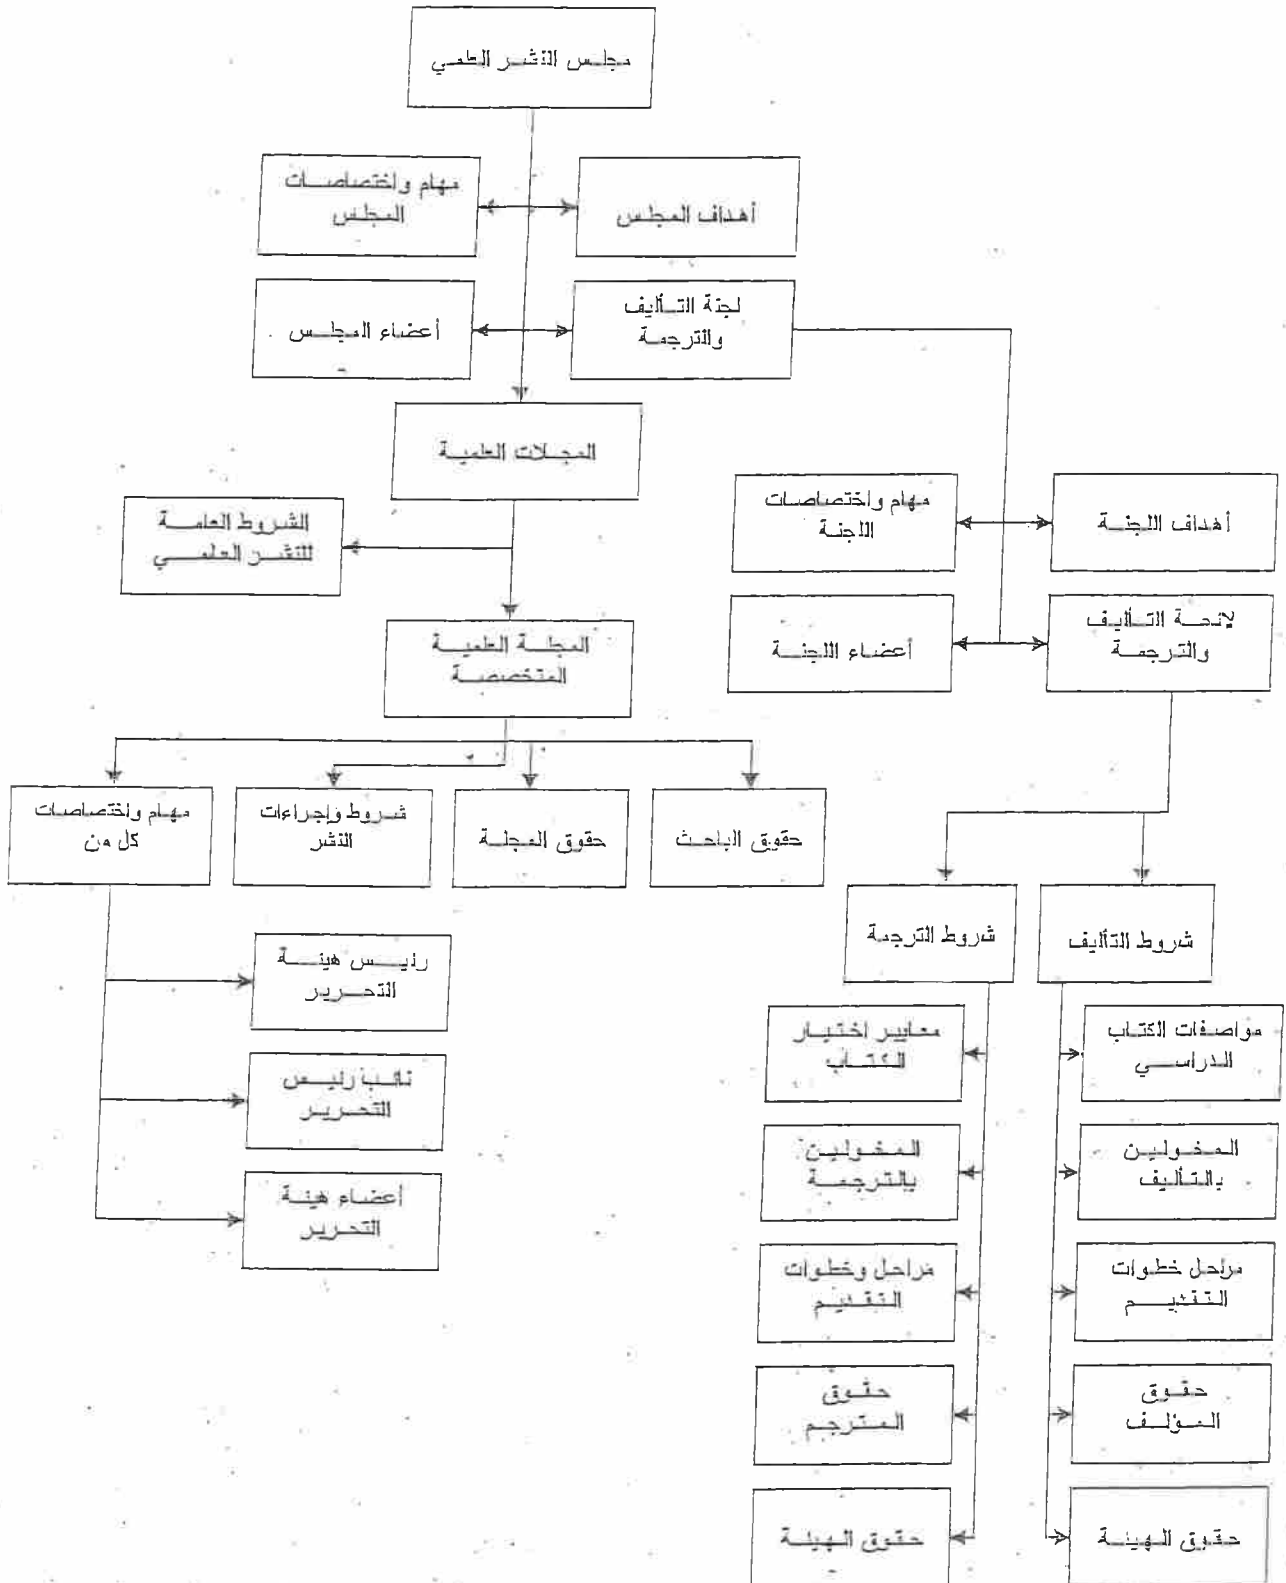 مجلس النشر العلمي
أهداف المجلس
مهام واختصاصات
المجلس
لجنة التأليف
والترجمة
أعضاء المجلس
المجلات العلمية
أهداف اللجنة
مهام واختصاصات
اللجنة
الشروط العامة
للنشر العلمي
لائحة التأليف
والترجمة
أعضاء اللجنة
المجلة العلمية
المتخصصة
حقوق الباحث
حقوق المجلة
شروط وإجراءات
النشر
مهام واختصاصات
كل من
شروط التأليف
شروط الترجمة
رئيس هيئة
التحرير
نائب رئيس
التحرير
أعضاء هيئة
التحرير
مواصفات الكتاب
الدراسي
معايير اختيار
الكتاب
المخولين
بالتأليف
المخولين
بالترجمة
مراحل خطوات
التقديم
مراحل وخطوات
التقديم
حقوق
المؤلف
حقوق
المترجم
حقوق الهيئة
حقوق الهيئة